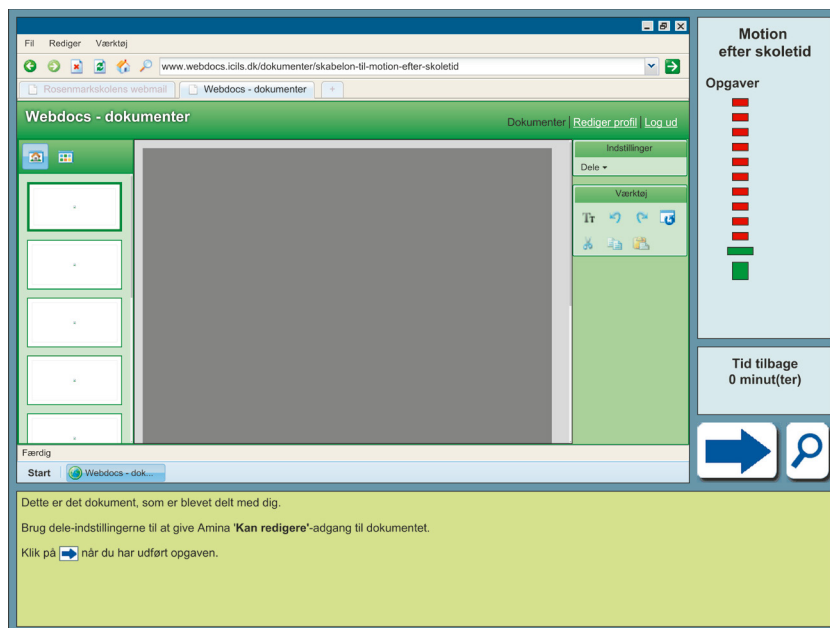 Fil Rediger Værktøj
www.webdocs.icils.dk/dokumenter/skabelon-til-motion-efter-skoletid
Rosenmarkskolens webmail Webdocs - dokumenter +
Webdocs - dokumenter
Dokumenter | Rediger profil | Log ud
Indstillinger
Dele
Værktøj
Tt
Færdig
Start Webdocs - dok...
Motion
efter skoletid
Opgaver
Tid tilbage
0 minut(ter)
Dette er det dokument, som er blevet delt med dig.
Brug dele-indstillingerne til at give Amina 'Kan redigere'-adgang til dokumentet.
Klik på når du har udført opgaven.